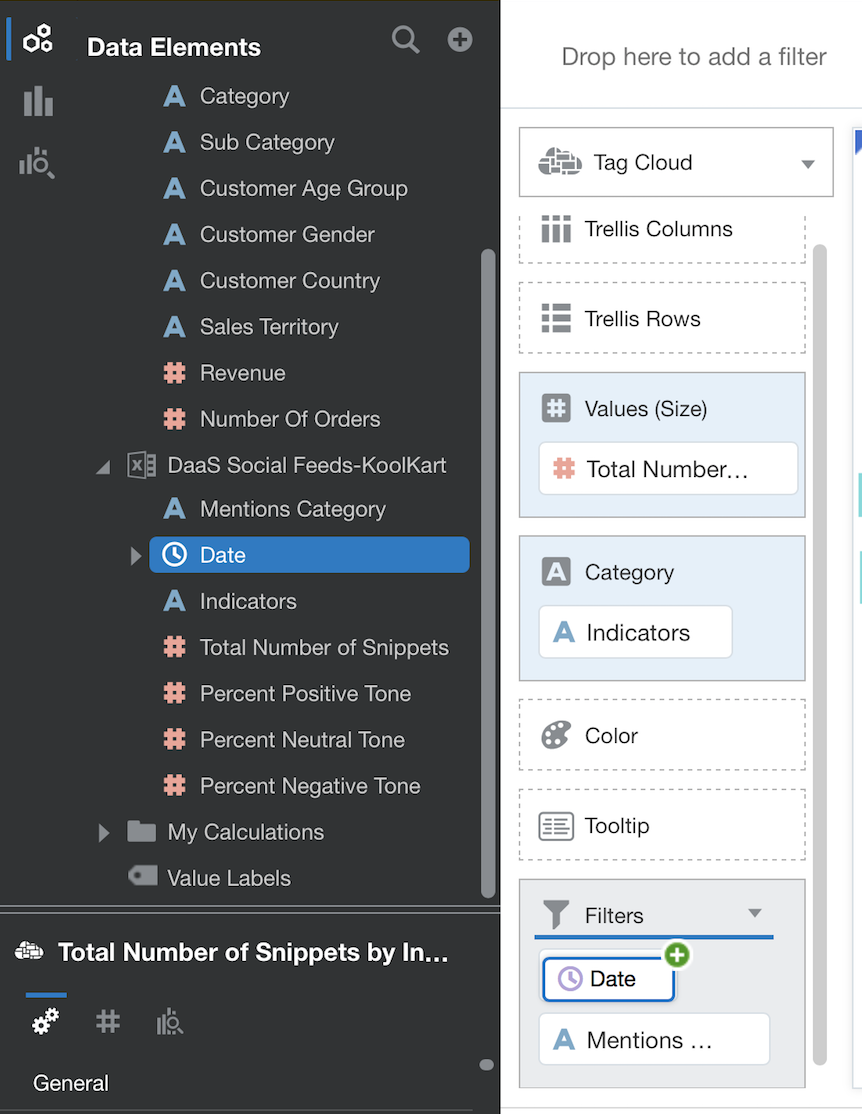 Data Elements
Category
Sub Category
Customer Age Group
Customer Gender
Customer Country
Sales Territory
Revenue
Number Of Orders
DaaS Social Feeds-KoolKart
Mentions Category
Date
Indicators
Total Number of Snippets
Percent Positive Tone
Percent Neutral Tone
Percent Negative Tone
My Calculations
Value Labels
Total Number of Snippets by In...
General
Drop here to add a filter
Tag Cloud
Trellis Columns
Trellis Rows
Values (Size)
Total Number...
Category
Indicators
Color
Tooltip
Filters
Date
Mentions ...